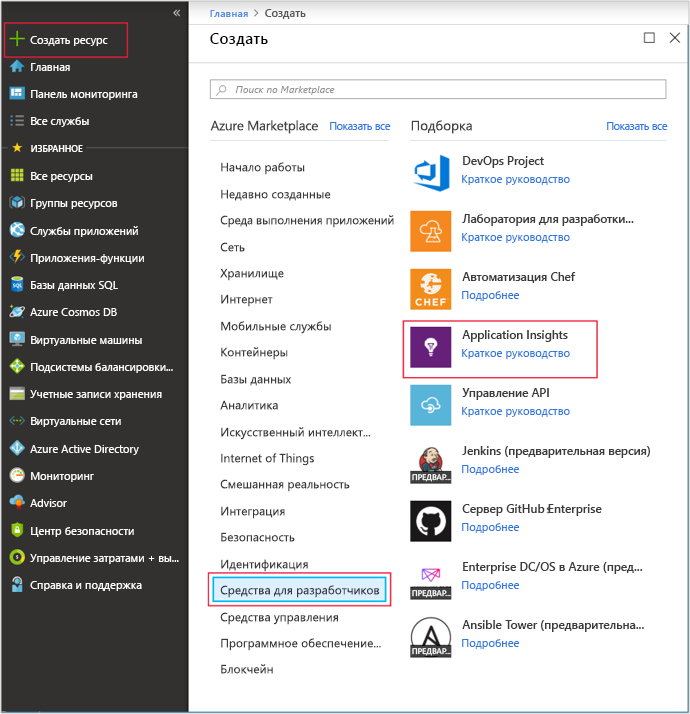 «
Создать ресурс
Главная
Панель мониторинга
Все службы
ИЗБРАННОЕ
Все ресурсы
Группы ресурсов
Службы приложений
Приложения-функции
Базы данных SQL
Azure Cosmos DB
Виртуальные машины
Подсистемы балансировки...
Учетные записи хранения
Виртуальные сети
Azure Active Directory
Мониторинг
Advisor
Центр безопасности
Управление затратами + вы...
Справка и поддержка
Главная > Создать
Создать
Поиск по Marketplace
Azure Marketplace Показать все
Начало работы
Недавно созданные
Среда выполнения приложений
Сеть
Хранилище
Интернет
Мобильные службы
Контейнеры
Базы данных
Аналитика
Искусственный интеллект...
Internet of Things
Смешанная реальность
Интеграция
Безопасность
Идентификация
Средства для разработчиков
Средства управления
Программное обеспечение...
Блокчейн
Подборка Показать все
DevOps Project
Краткое руководство
Лаборатория для разработки...
Краткое руководство
CHEF
Автоматизация Chef
Подробнее
Application Insights
Краткое руководство
Управление API
Краткое руководство
Jenkins (предварительная версия)
Подробнее
ПРЕДВАР...
Сервер GitHub £nterprise
Подробнее
Enterprise DC/OS в Azure (пред...
Подробнее
ПРЕДВАР...
Ansible Tower (предварительна...
Подробнее
ПРЕДВАР...